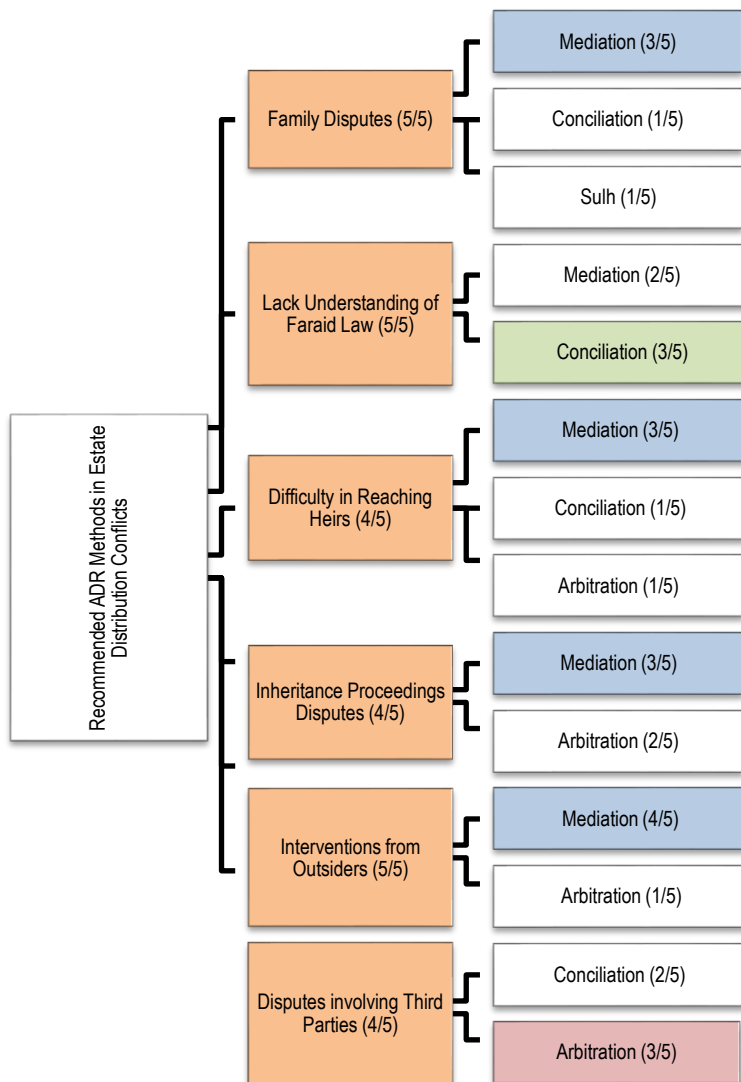 Recommended ADR Methods in Estate
Distribution Conflicts
Family Disputes (5/5)
Mediation (3/5)
Conciliation (1/5)
Sulh (1/5)
Lack Understanding of
Faraid Law (5/5)
Mediation (2/5)
Conciliation (3/5)
Difficulty in Reaching
Heirs (4/5)
Mediation (3/5)
Conciliation (1/5)
Arbitration (1/5)
Inheritance Proceedings
Disputes (4/5)
Mediation (3/5)
Arbitration (2/5)
Interventions from
Outsiders (5/5)
Mediation (4/5)
Arbitration (1/5)
Disputes involving Third
Parties (4/5)
Conciliation (2/5)
Arbitration (3/5)